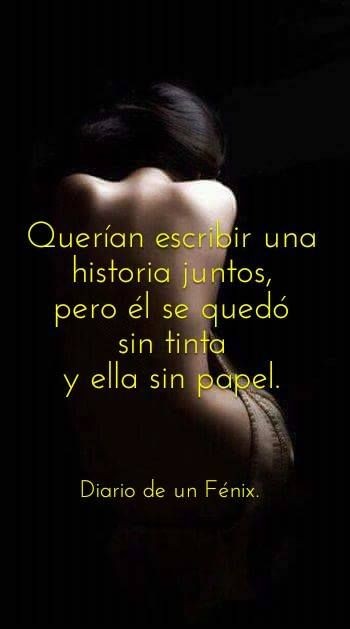 Querían escribir una
historia juntos,
pero él se quedó
sin tinta
y ella sin papel.
Diario de un Fénix.